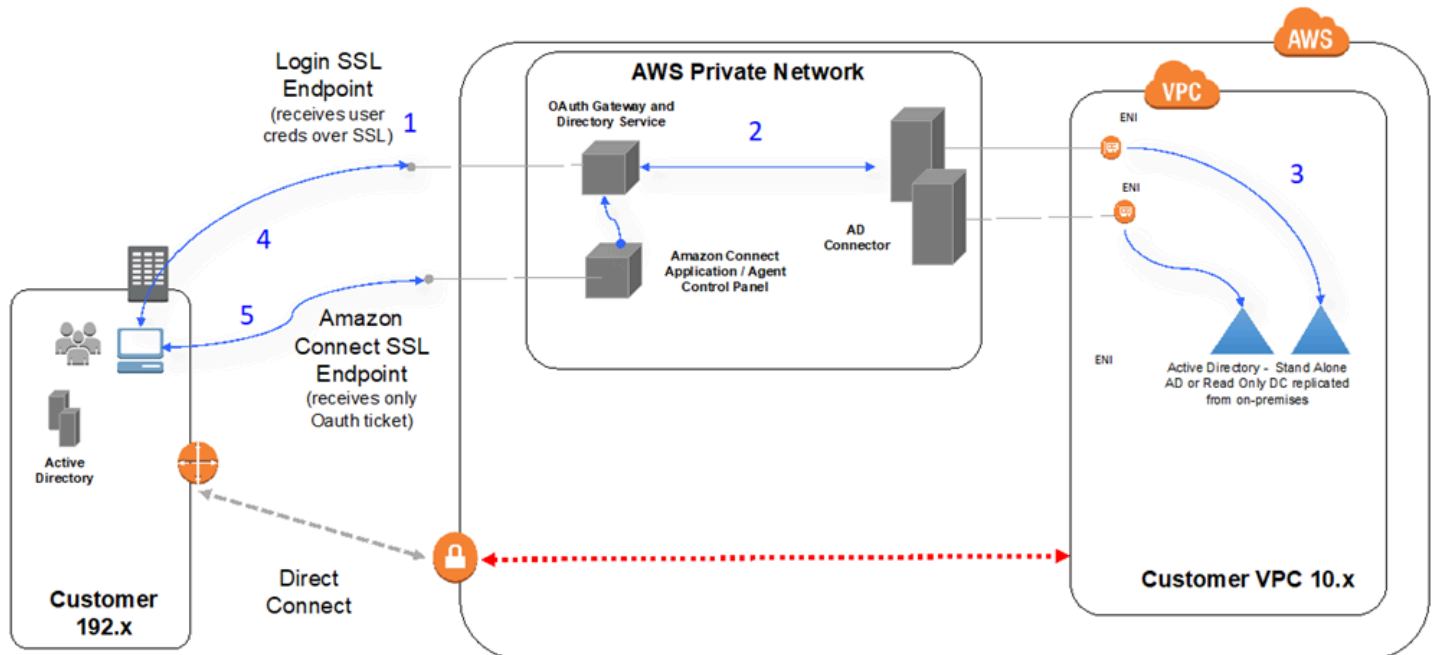 AWS
Login SSL
Endpoint
(receives user
creds over SSL)
1
AWS Private Network
OAuth Gateway and
Directory Service
2
VPC
ENI
ENI
3
4
AD
Connector
Amazon Connect
Application / Agent
Control Panel
5
Amazon
Connect SSL
Endpoint
(receives only
Oauth ticket)
ENI
Active Directory - Stand Alone
AD or Read Only DC replicated
from on-premises
Active
Directory
Direct
Connect
Customer
192.x
Customer VPC 10.x